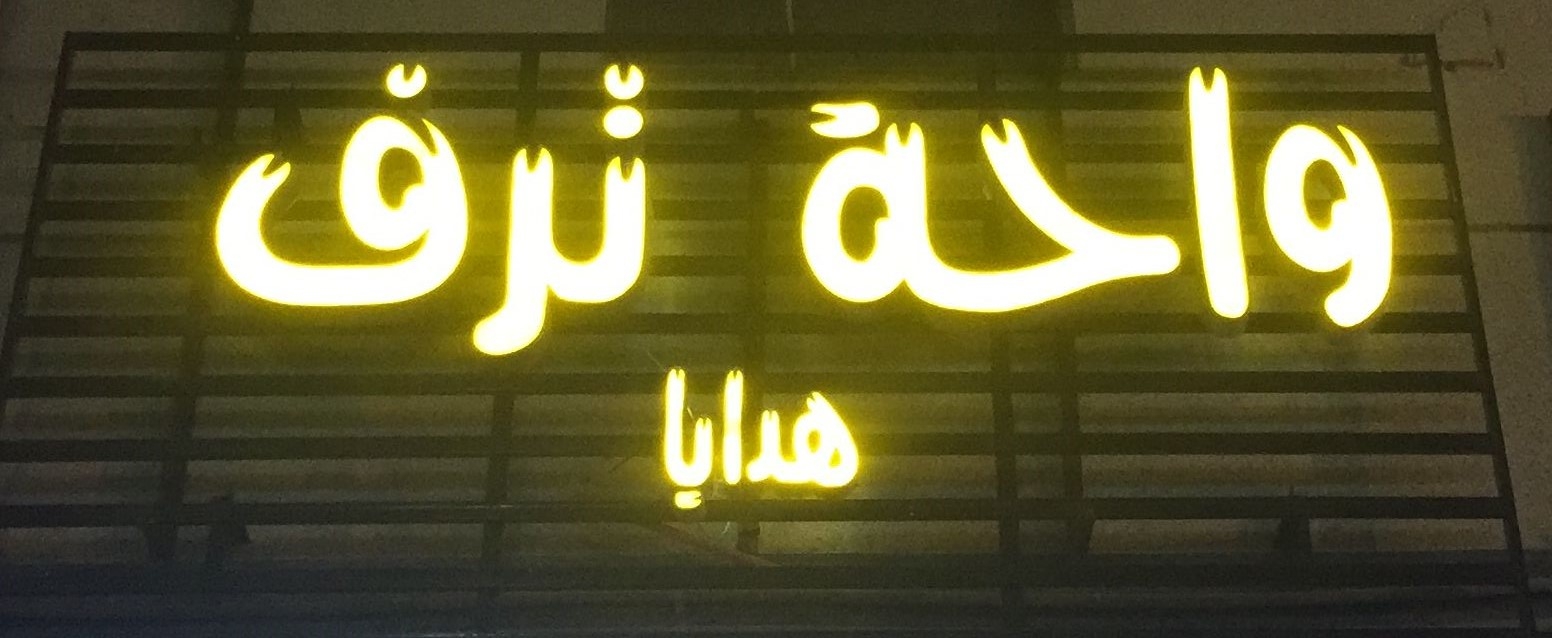 واحة ترف
هدايا